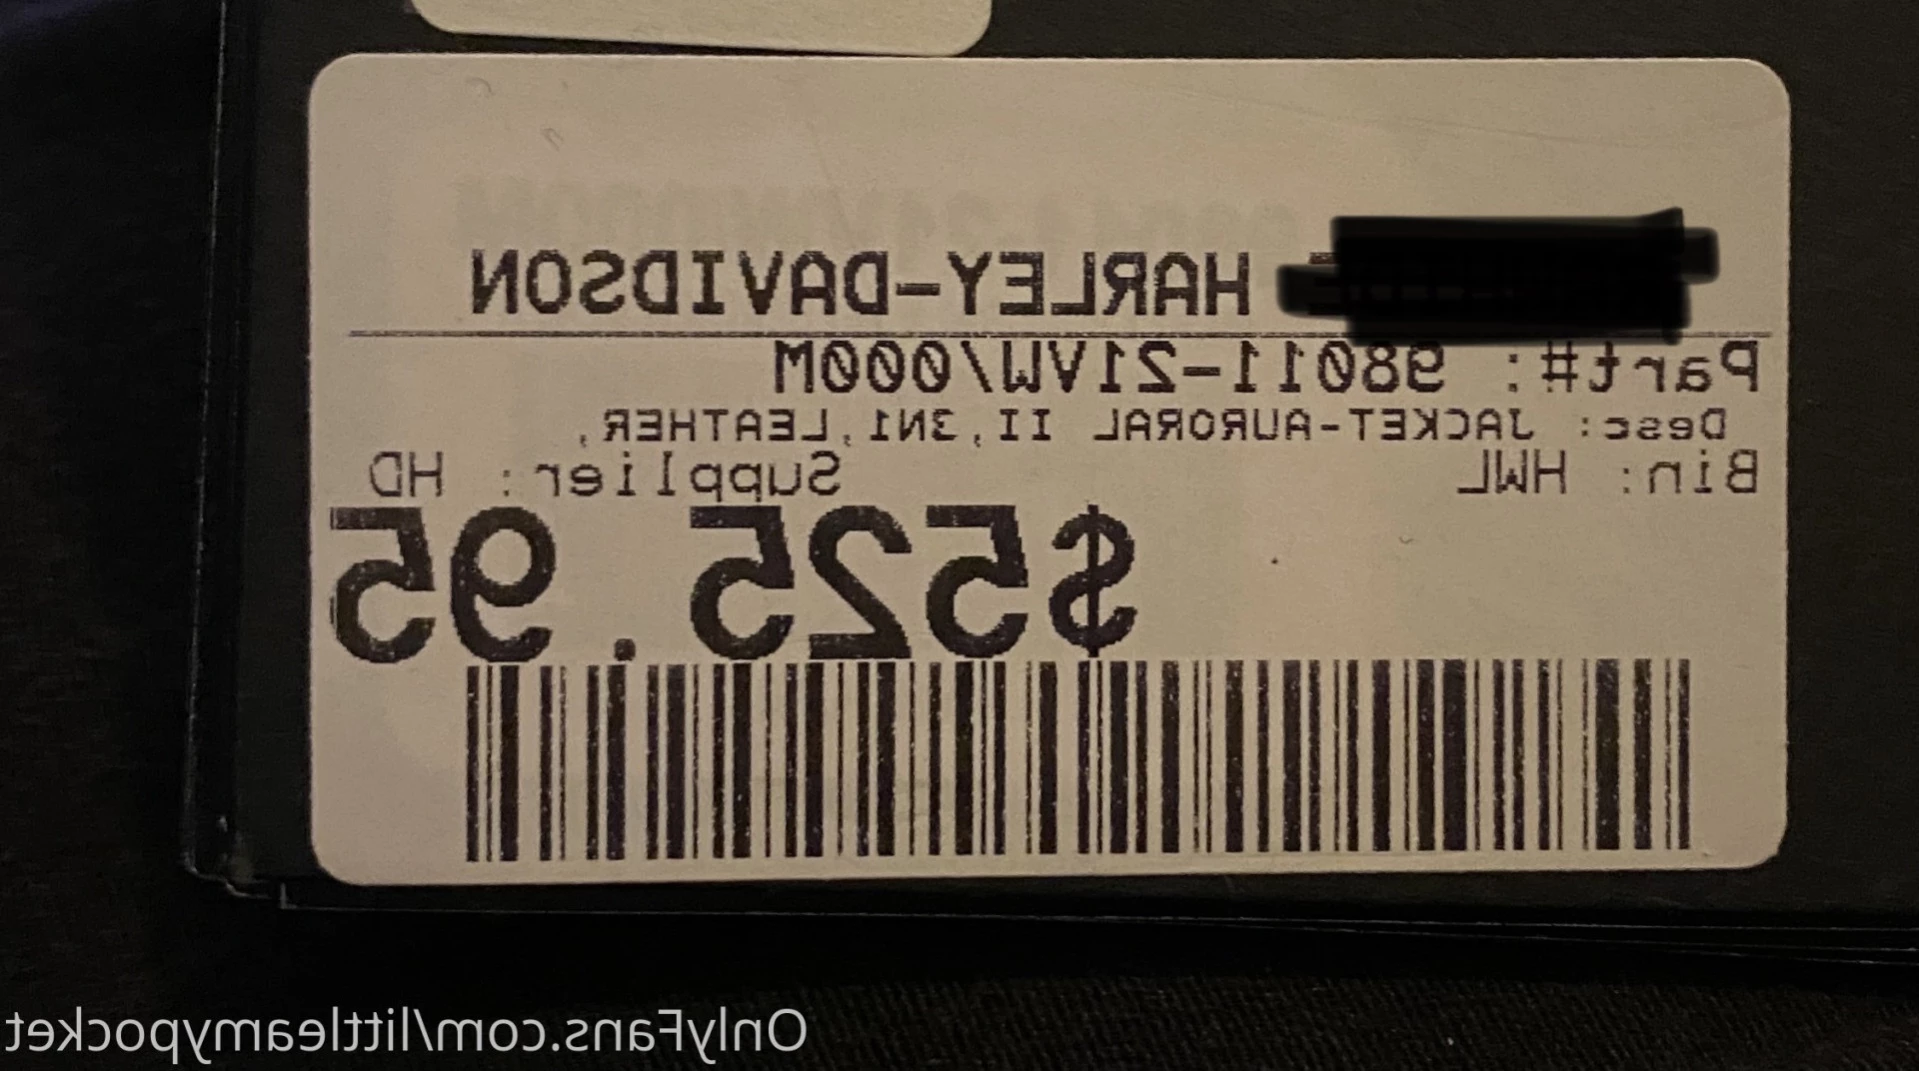 HARLEY-DAVIDSON
Part#: 98011-21VW/000M
Desc: JACKET-AURORAL II,3N1,LEATHER,
Bin: HWL Supplier: HD
$525.95
OnlyFans.com/littleamypocket